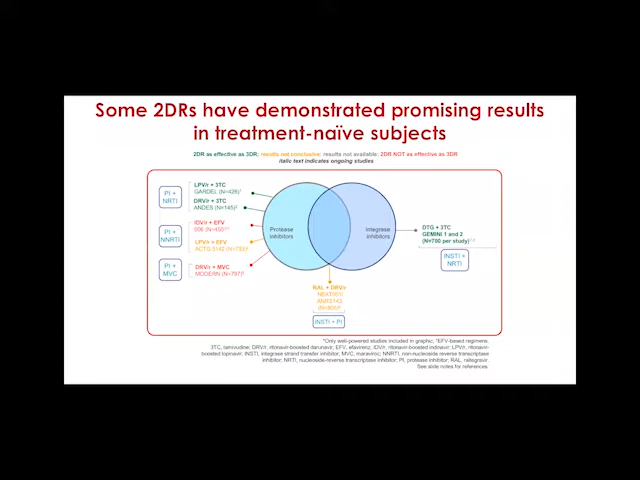 Some 2DRs have demonstrated promising results
in treatment-naïve subjects
2DR as effective as 3DR; results not conclusive; results not available; 2DR NOT as effective as 3DR
Italic text indicates ongoing studies
PI +
NRTI
LPV/r + 3TC
GARDEL (N=426)
DRV/r + 3TC
ANDES (N=145)
PI +
NNRTI
IDV/r + EFV
LPV/r + EFV
ACTG 5142
PI +
MVC
DRV/r + MVC
MODERN (N=797)
Protease
inhibitors
Integrase
inhibitors
DTG + 3TC
GEMINI 1 and 2
(N=700 per study)
INSTI +
NRTI
RAL + DRV/r
ANRS143
INSTI + PI
*Only well-powered studies included in graphic; EFV-based regimens.
3TC, lamivudine; DRV/r, ritonavir-boosted darunavir; EFV, efavirenz; IDV/r, ritonavir-boosted indinavir; LPV/r, ritonavir-
boosted lopinavir; INSTI, integrase strand transfer inhibitor; MVC, maraviroc; NNRTI, non-nucleoside reverse transcriptase
inhibitor; NRTI, nucleoside-reverse transcriptase inhibitor; PI, protease inhibitor; RAL, raltegravir
See slide notes for references.